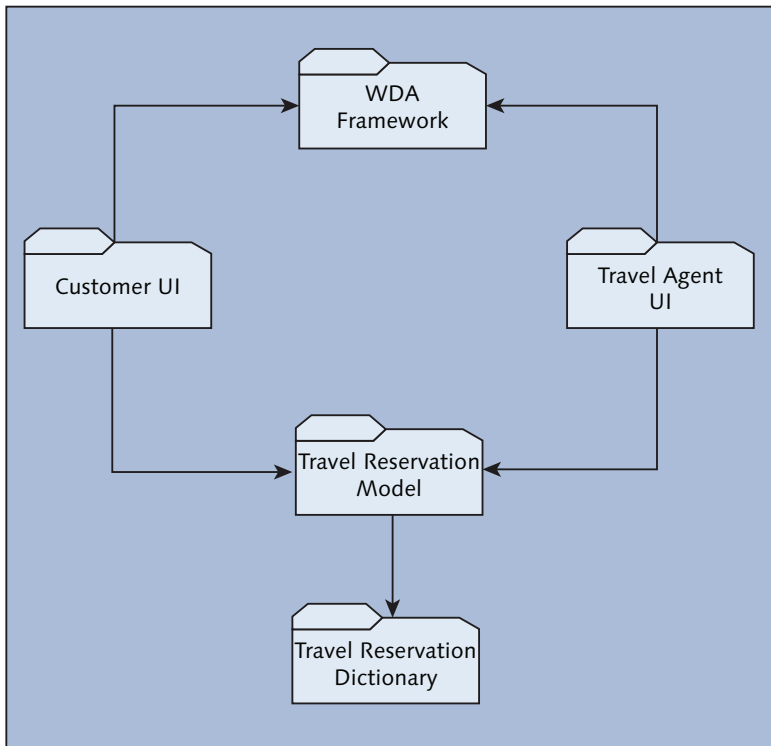 WDA
Framework
Customer UI
Travel Agent
UI
Travel Reservation
Model
Travel Reservation
Dictionary